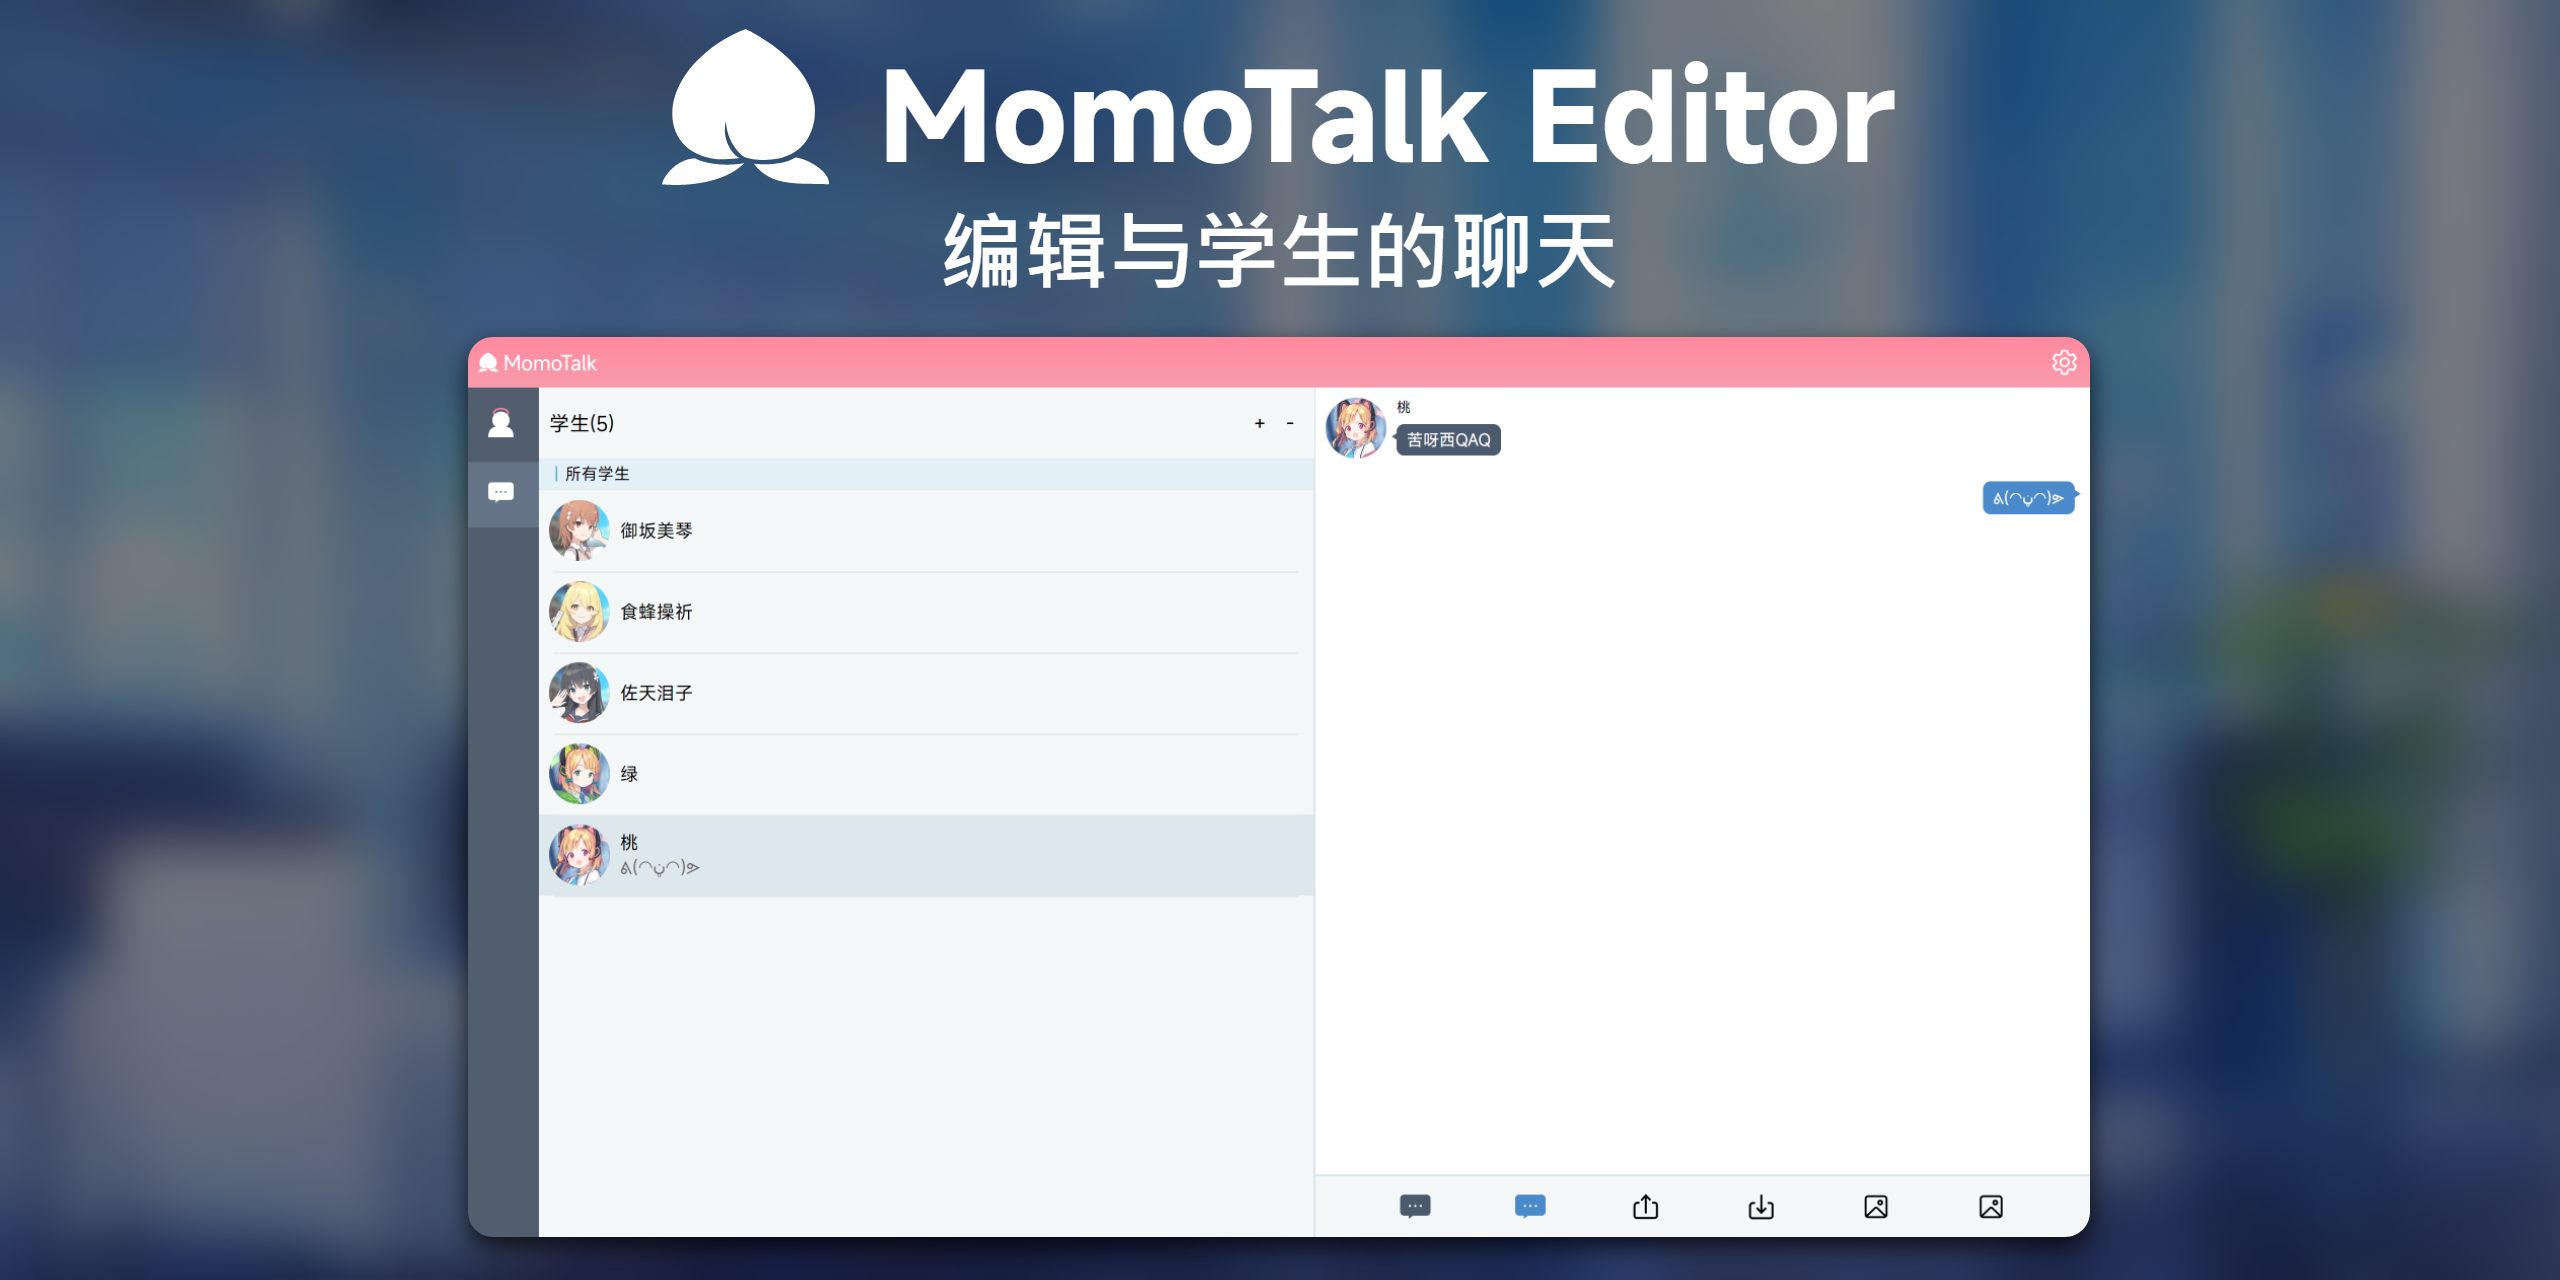 MomoTalk Editor
编辑与学生的聊天
MomoTalk
学生(5)
+ -
所有学生
御坂美琴
食蜂操祈
佐天泪子
绿
桃
桃
苦呀西QAQ